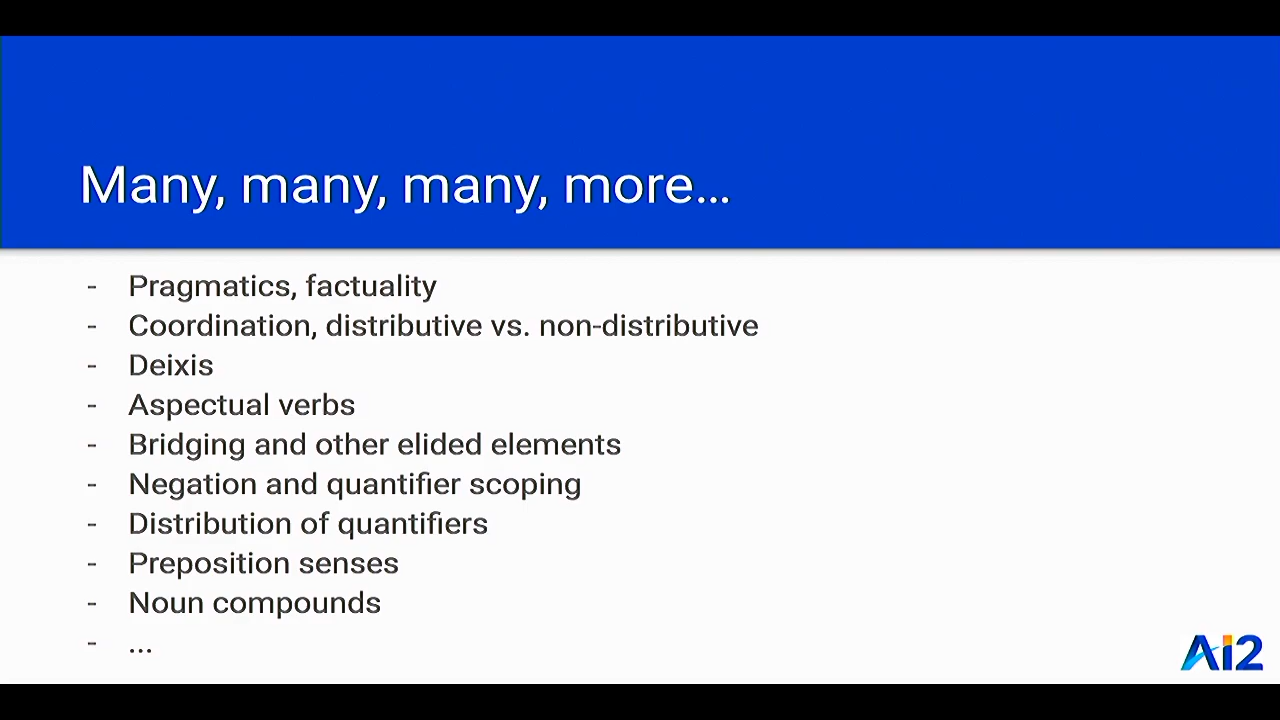 Many, many, many, more…
- Pragmatics, factuality
- Coordination, distributive vs. non-distributive
- Deixis
- Aspectual verbs
- Bridging and other elided elements
- Negation and quantifier scoping
- Distribution of quantifiers
- Preposition senses
- Noun compounds
- ...
Ai2